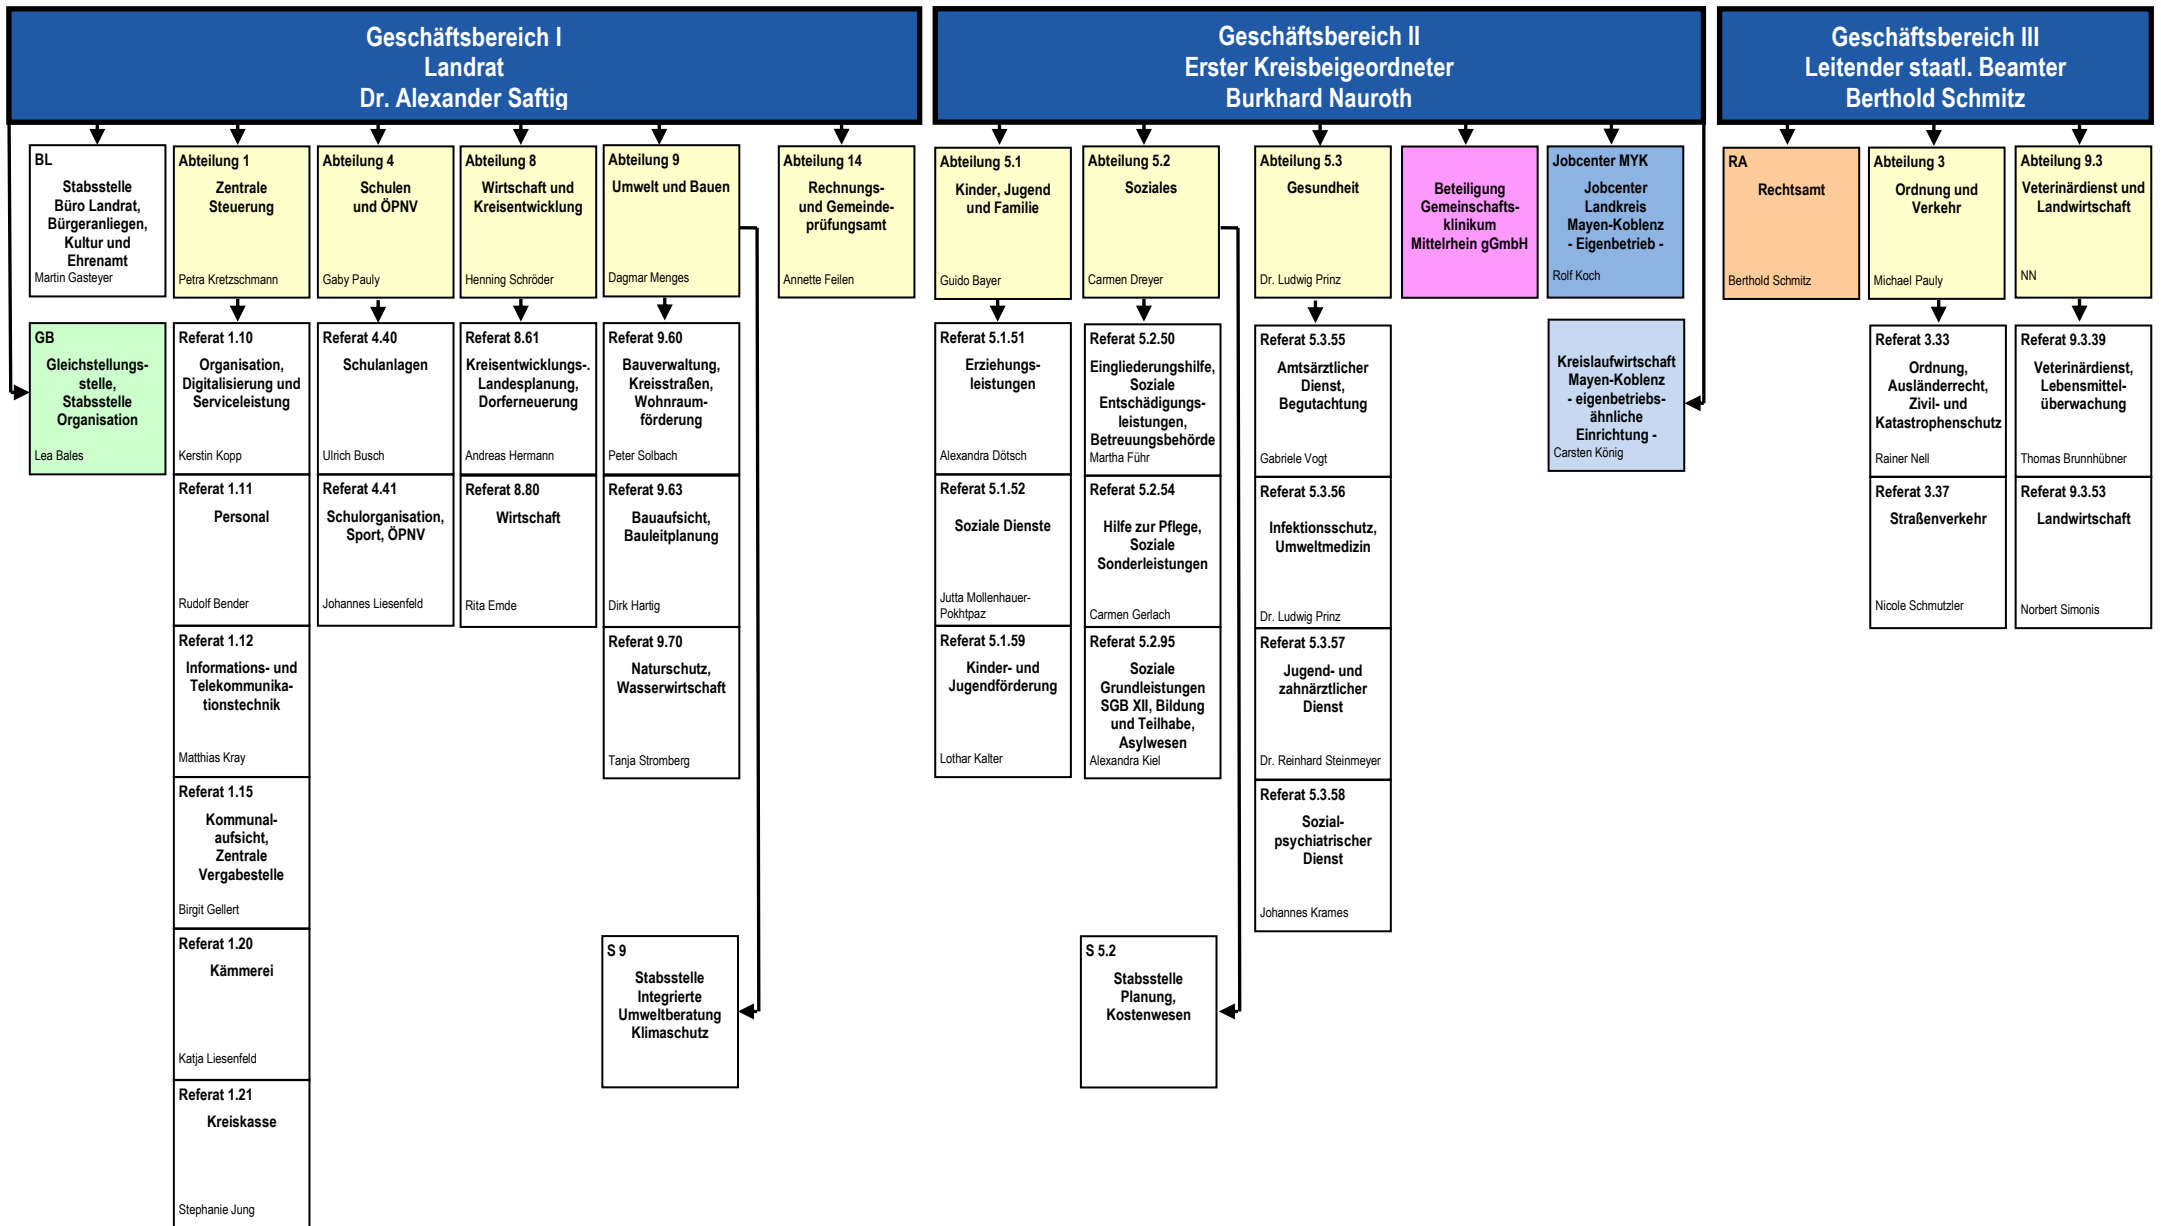 Geschäftsbereich I
Landrat
Dr. Alexander Saftig
Geschäftsbereich II
Erster Kreisbeigeordneter
Burkhard Nauroth
Geschäftsbereich III
Leitender staatl. Beamter
Berthold Schmitz
BL
Stabsstelle
Büro Landrat,
Bürgeranliegen,
Kultur und
Ehrenamt
Martin Gasteyer
Abteilung 1
Zentrale
Steuerung
Petra Kretzschmann
Abteilung 4
Schulen
und ÖPNV
Gaby Pauly
Abteilung 8
Wirtschaft und
Kreisentwicklung
Henning Schröder
Abteilung 9
Umwelt und Bauen
Dagmar Menges
Abteilung 14
Rechnungs-
und Gemeinde-
prüfungsamt
Annette Feilen
Abteilung 5.1
Kinder, Jugend
und Familie
Guido Bayer
Abteilung 5.2
Soziales
Carmen Dreyer
Abteilung 5.3
Gesundheit
Dr. Ludwig Prinz
Beteiligung
Gemeinschafts-
klinikum
Mittelrhein gGmbH
Jobcenter MYK
Jobcenter
Landkreis
Mayen-Koblenz
- Eigenbetrieb -
Rolf Koch
RA
Rechtsamt
Berthold Schmitz
Abteilung 3
Ordnung und
Verkehr
Michael Pauly
Abteilung 9.3
Veterinärdienst und
Landwirtschaft
NN
GB
Gleichstellungs-
stelle,
Stabsstelle
Organisation
Lea Bales
Referat 1.10
Organisation,
Digitalisierung und
Serviceleistung
Kerstin Kopp
Referat 4.40
Schulanlagen
Ulrich Busch
Referat 8.61
Kreisentwicklungs-.
Landesplanung,
Dorferneuerung
Andreas Hermann
Referat 9.60
Bauverwaltung,
Kreisstraßen,
Wohnraum-
förderung
Peter Solbach
Referat 5.1.51
Erziehungs-
leistungen
Alexandra Dötsch
Referat 5.2.50
Eingliederungshilfe,
Soziale
Entschädigungs-
leistungen,
Betreuungsbehörde
Martha Führ
Referat 5.3.55
Amtsärztlicher
Dienst,
Begutachtung
Gabriele Vogt
Kreislaufwirtschaft
Mayen-Koblenz
- eigenbetriebs-
ähnliche
Einrichtung -
Carsten König
Referat 3.33
Ordnung,
Ausländerrecht,
Zivil- und
Katastrophenschutz
Rainer Nell
Referat 9.3.39
Veterinärdienst,
Lebensmittel-
überwachung
Thomas Brunnhübner
Referat 1.11
Personal
Rudolf Bender
Referat 4.41
Schulorganisation,
Sport, ÖPNV
Johannes Liesenfeld
Referat 8.80
Wirtschaft
Rita Emde
Referat 9.63
Bauaufsicht,
Bauleitplanung
Dirk Hartig
Referat 5.1.52
Soziale Dienste
Jutta Mollenhauer-
Pokhtpaz
Referat 5.2.54
Hilfe zur Pflege,
Soziale
Sonderleistungen
Carmen Gerlach
Referat 5.3.56
Infektionsschutz,
Umweltmedizin
Dr. Ludwig Prinz
Referat 3.37
Straßenverkehr
Nicole Schmutzler
Referat 9.3.53
Landwirtschaft
Norbert Simonis
Referat 1.12
Informations- und
Telekommunika-
tionstechnik
Matthias Kray
Referat 9.70
Naturschutz,
Wasserwirtschaft
Tanja Stromberg
Referat 5.1.59
Kinder- und
Jugendförderung
Lothar Kalter
Referat 5.2.95
Soziale
Grundleistungen
SGB XII, Bildung
und Teilhabe,
Asylwesen
Alexandra Kiel
Referat 5.3.57
Jugend- und
zahnärztlicher
Dienst
Dr. Reinhard Steinmeyer
Referat 1.15
Kommunal-
aufsicht,
Zentrale
Vergabestelle
Birgit Gellert
Referat 5.3.58
Sozial-
psychiatrischer
Dienst
Johannes Krames
Referat 1.20
Kämmerei
Katja Liesenfeld
S 9
Stabsstelle
Integrierte
Umweltberatung
Klimaschutz
S 5.2
Stabsstelle
Planung,
Kostenwesen
Referat 1.21
Kreiskasse
Stephanie Jung